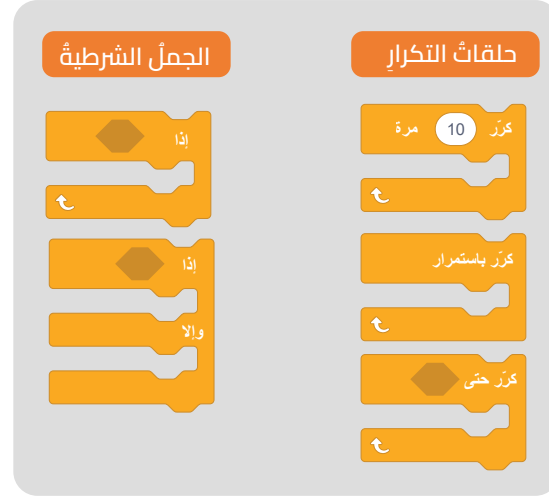 حلقاتُ التكرارِ
كرّر 10 مرة
كرّر باستمرار
كرّر حتى
الجملُ الشرطيةُ
إذا
إذا
وإلا